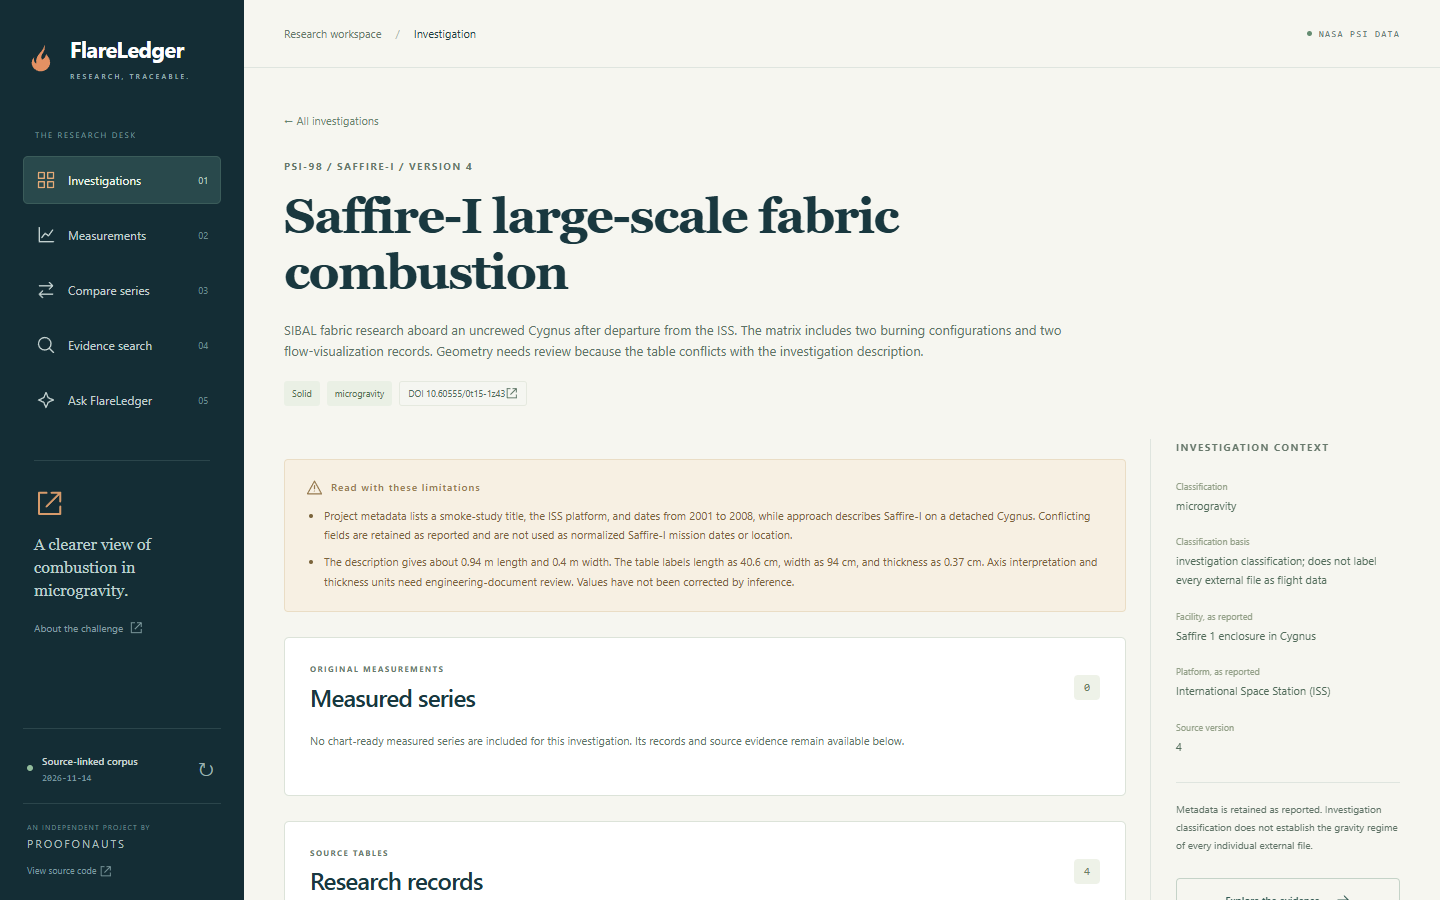 FlareLedger
RESEARCH, TRACEABLE.
THE RESEARCH DESK
Investigations 01
Measurements 02
Compare series 03
Evidence search 04
Ask FlareLedger 05
A clearer view of
combustion in
microgravity.
About the challenge
Source-linked corpus
2026-11-14
AN INDEPENDENT PROJECT BY
PROOFONAUTS
View source code
Research workspace / Investigation
NASA PSI DATA
← All investigations
PSI-98 / SAFFIRE-I / VERSION 4
Saffire-I large-scale fabric
combustion
SIBAL fabric research aboard an uncrewed Cygnus after departure from the ISS. The matrix includes two burning configurations and two
flow-visualization records. Geometry needs review because the table conflicts with the investigation description.
Solid microgravity DOI 10.60555/0t15-1z43
Read with these limitations
• Project metadata lists a smoke-study title, the ISS platform, and dates from 2001 to 2008, while approach describes Saffire-I on a detached Cygnus. Conflicting
fields are retained as reported and are not used as normalized Saffire-I mission dates or location.
• The description gives about 0.94 m length and 0.4 m width. The table labels length as 40.6 cm, width as 94 cm, and thickness as 0.37 cm. Axis interpretation and
thickness units need engineering-document review. Values have not been corrected by inference.
ORIGINAL MEASUREMENTS
Measured series
0
No chart-ready measured series are included for this investigation. Its records and source evidence remain available below.
SOURCE TABLES
Research records
4
INVESTIGATION CONTEXT
Classification
microgravity
Classification basis
investigation classification; does not label
every external file as flight data
Facility, as reported
Saffire 1 enclosure in Cygnus
Platform, as reported
International Space Station (ISS)
Source version
4
Metadata is retained as reported. Investigation
classification does not establish the gravity regime
of every individual external file.
Explore the evidence →